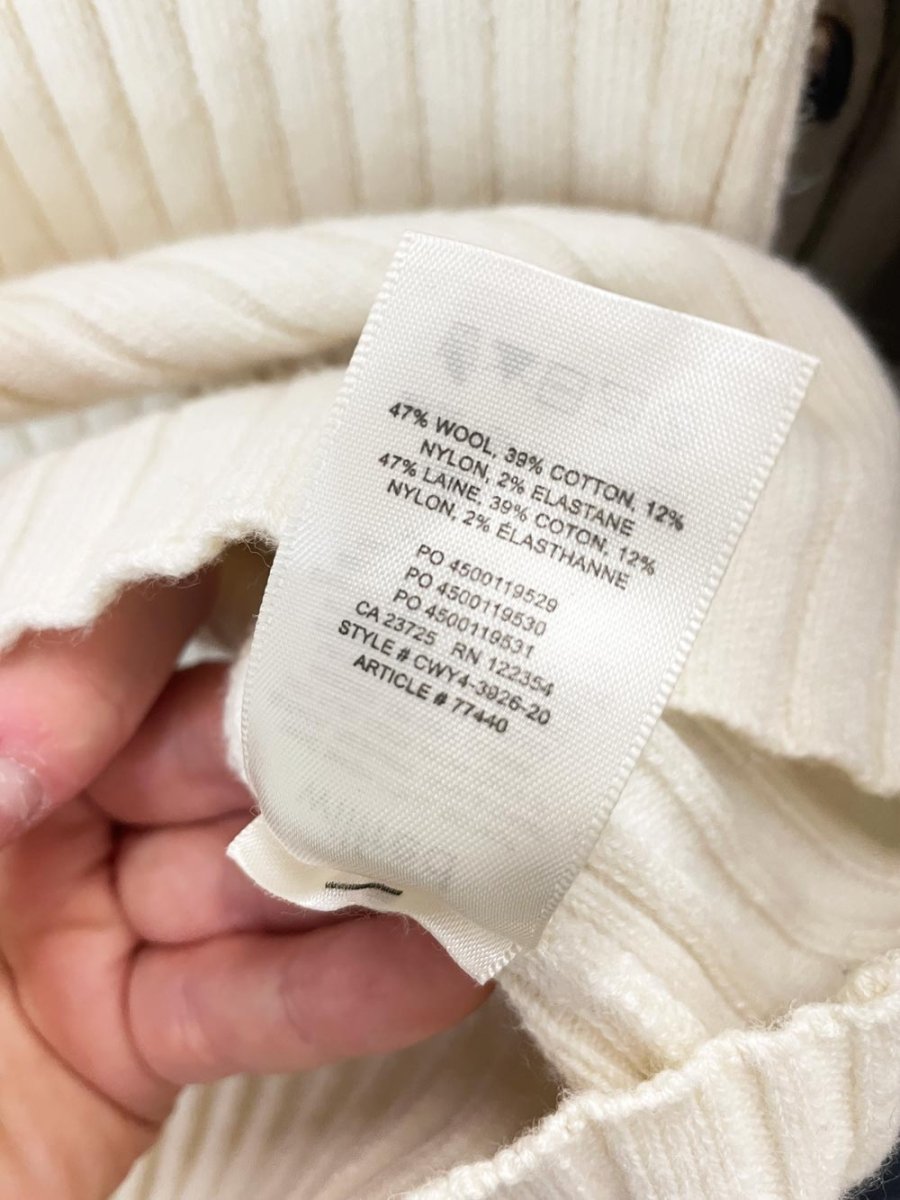 47% WOOL, 39% COTTON, 12%
NYLON, 2% ELASTANE
47% LAINE, 39% COTON, 12%
NYLON, 2% ÉLASTHANNE
PO 4500119529
PO 4500119530
PO 4500119531
CA 23725 RN 122354
STYLE # CWY4-3926-20
ARTICLE # 77440